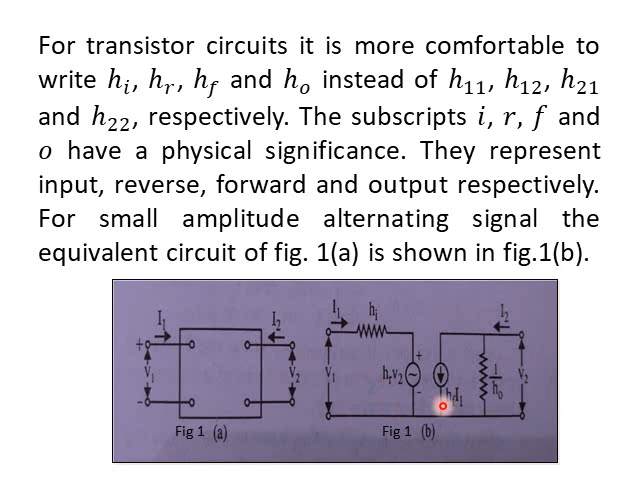 For transistor circuits it is more comfortable to
write hᵢ, hᵣ, h_f and hₒ instead of h₁₁, h₁₂, h₂₁
and h₂₂, respectively. The subscripts i, r, f and
o have a physical significance. They represent
input, reverse, forward and output respectively.
For small amplitude alternating signal the
equivalent circuit of fig. 1(a) is shown in fig.1(b).
I₁ I₂ I₁ hᵢ I₂
+ V₁ V₂ V₁ hᵣv₂ + 1/hₒ V₂
- -
Fig 1 (a) Fig 1 (b)